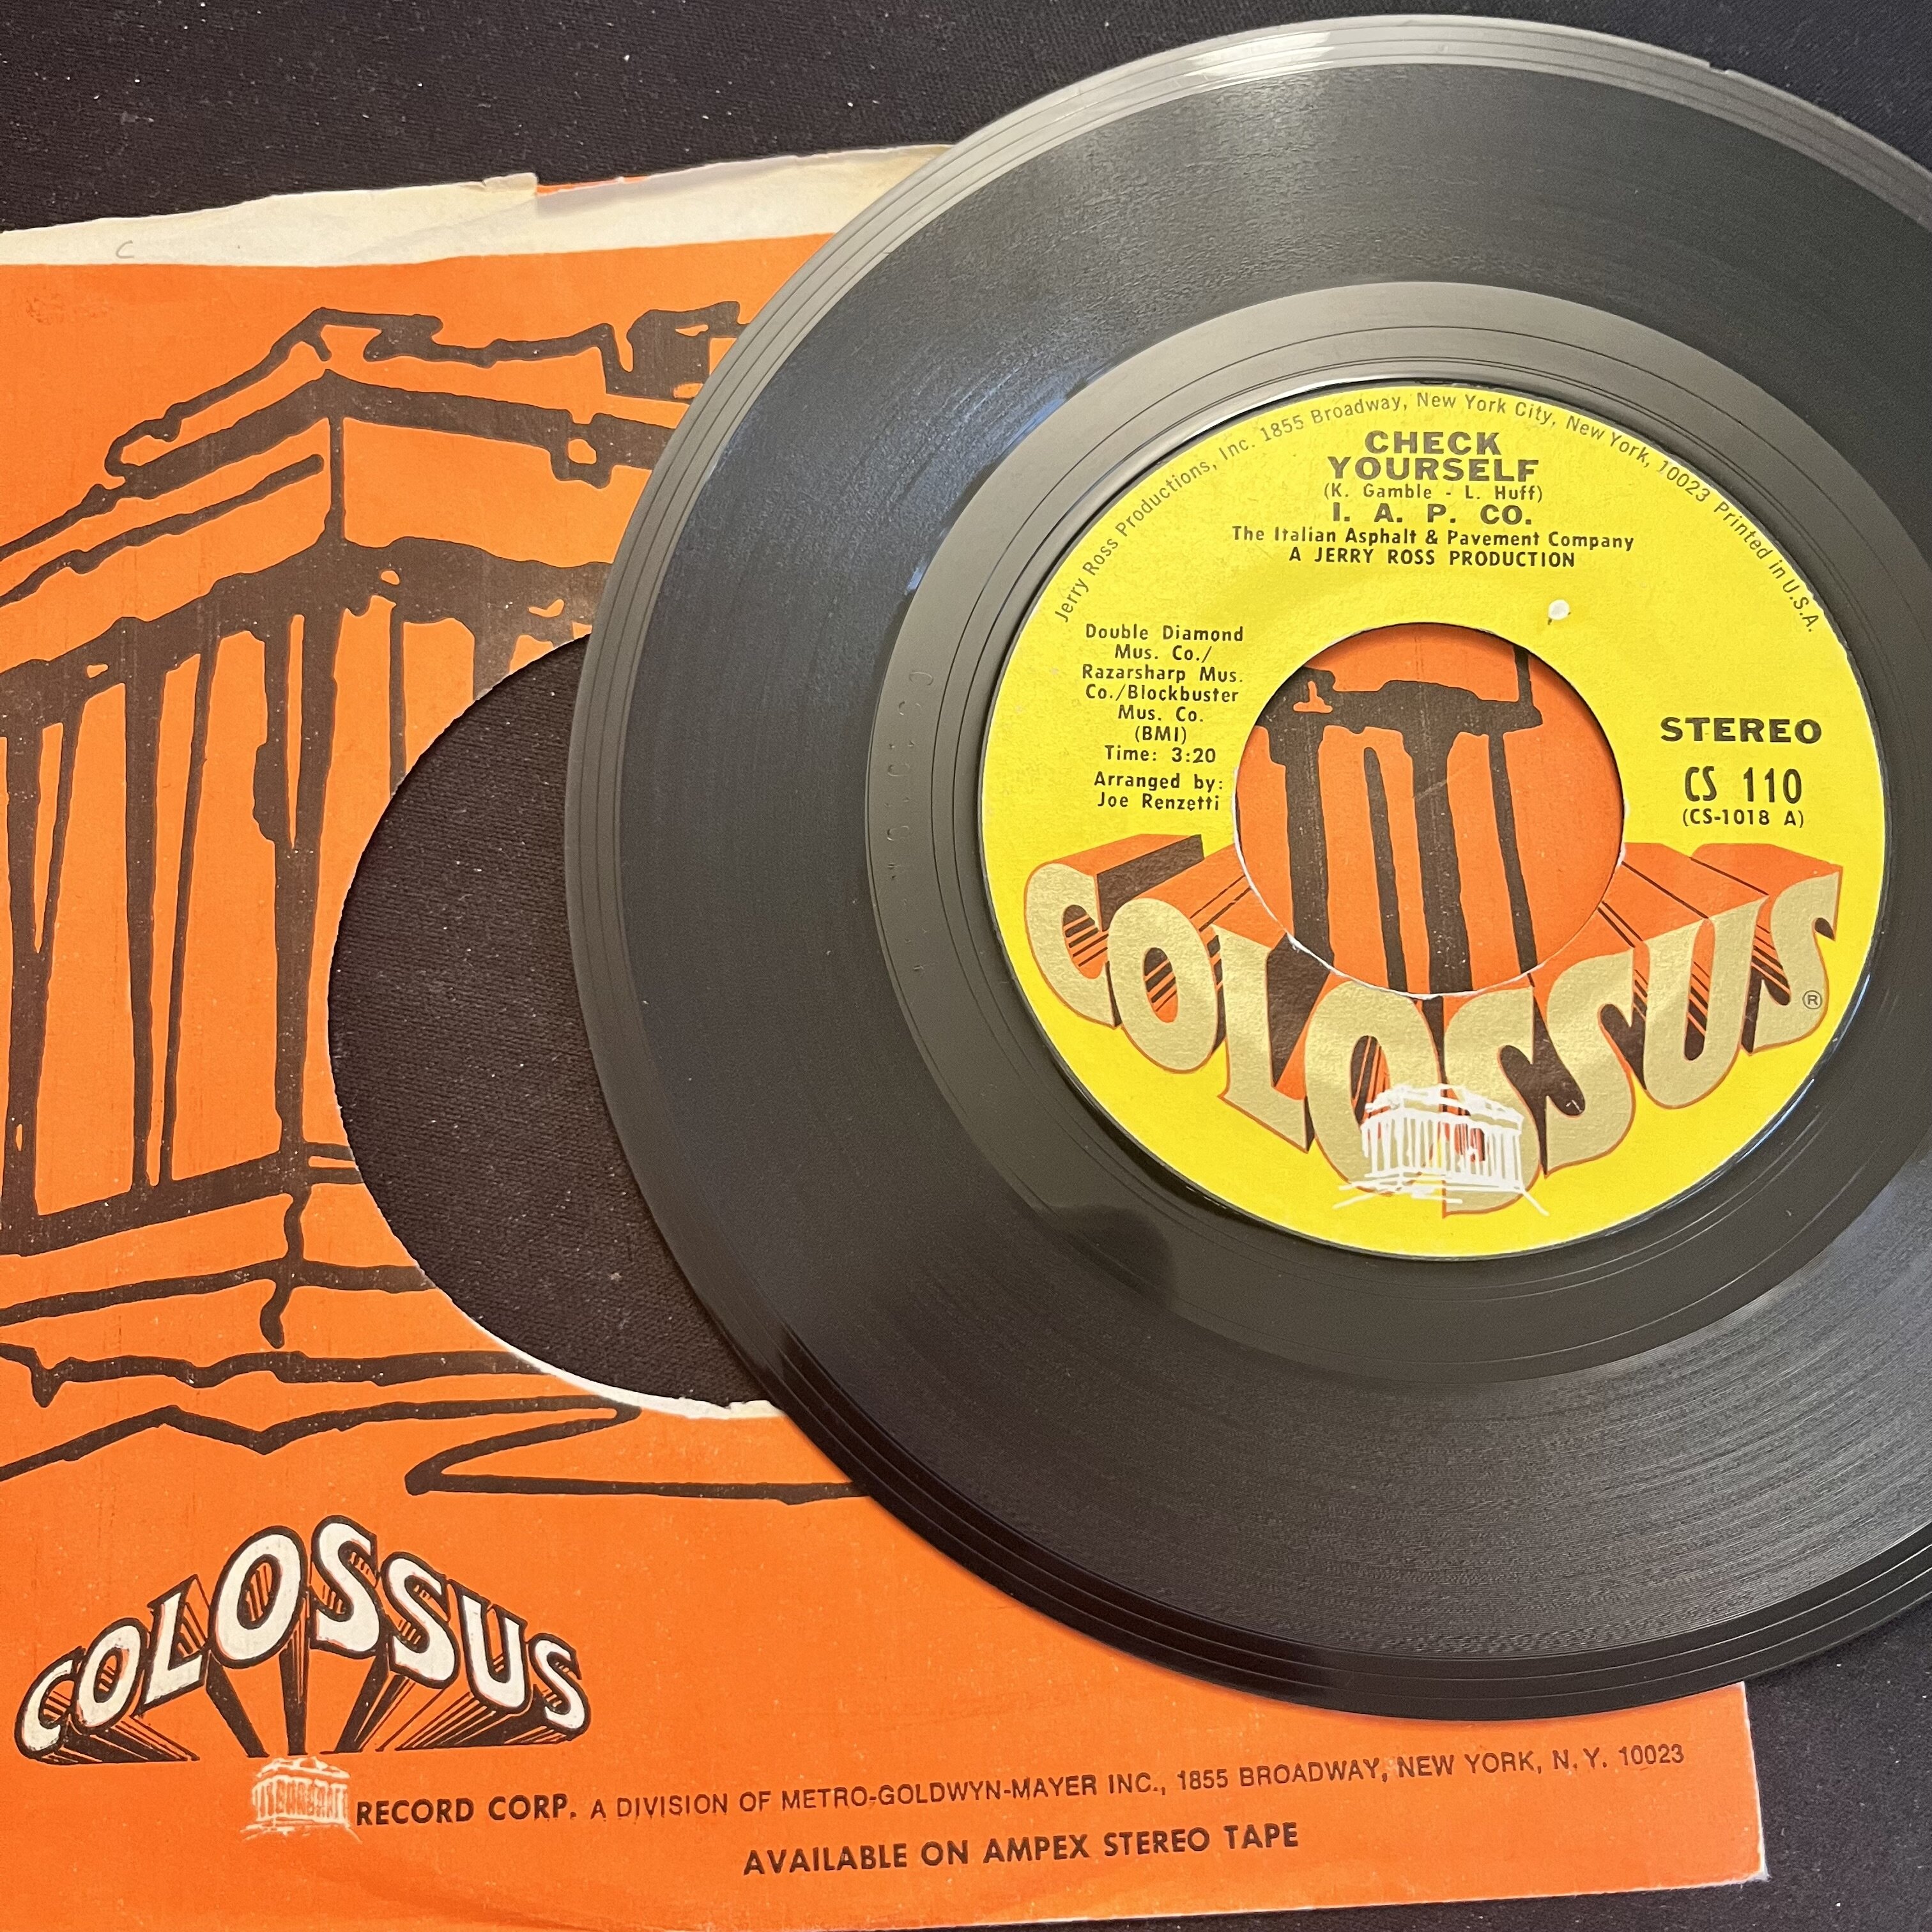 Jerry Ross Productions, Inc. 1855 Broadway, New York City, New York, 10023 Printed in U.S.A.
CHECK
YOURSELF
(K. Gamble - L. Huff)
I. A. P. CO.
The Italian Asphalt & Pavement Company
A JERRY ROSS PRODUCTION
Double Diamond
Mus. Co./
Razarsharp Mus.
Co./Blockbuster
Mus. Co.
(BMI)
Time: 3:20
Arranged by:
Joe Renzetti
STEREO
CS 110
(CS-1018 A)
COLOSSUS
®
C
COLOSSUS
RECORD CORP. A DIVISION OF METRO-GOLDWYN-MAYER INC., 1855 BROADWAY, NEW YORK, N.Y. 10023
AVAILABLE ON AMPEX STEREO TAPE